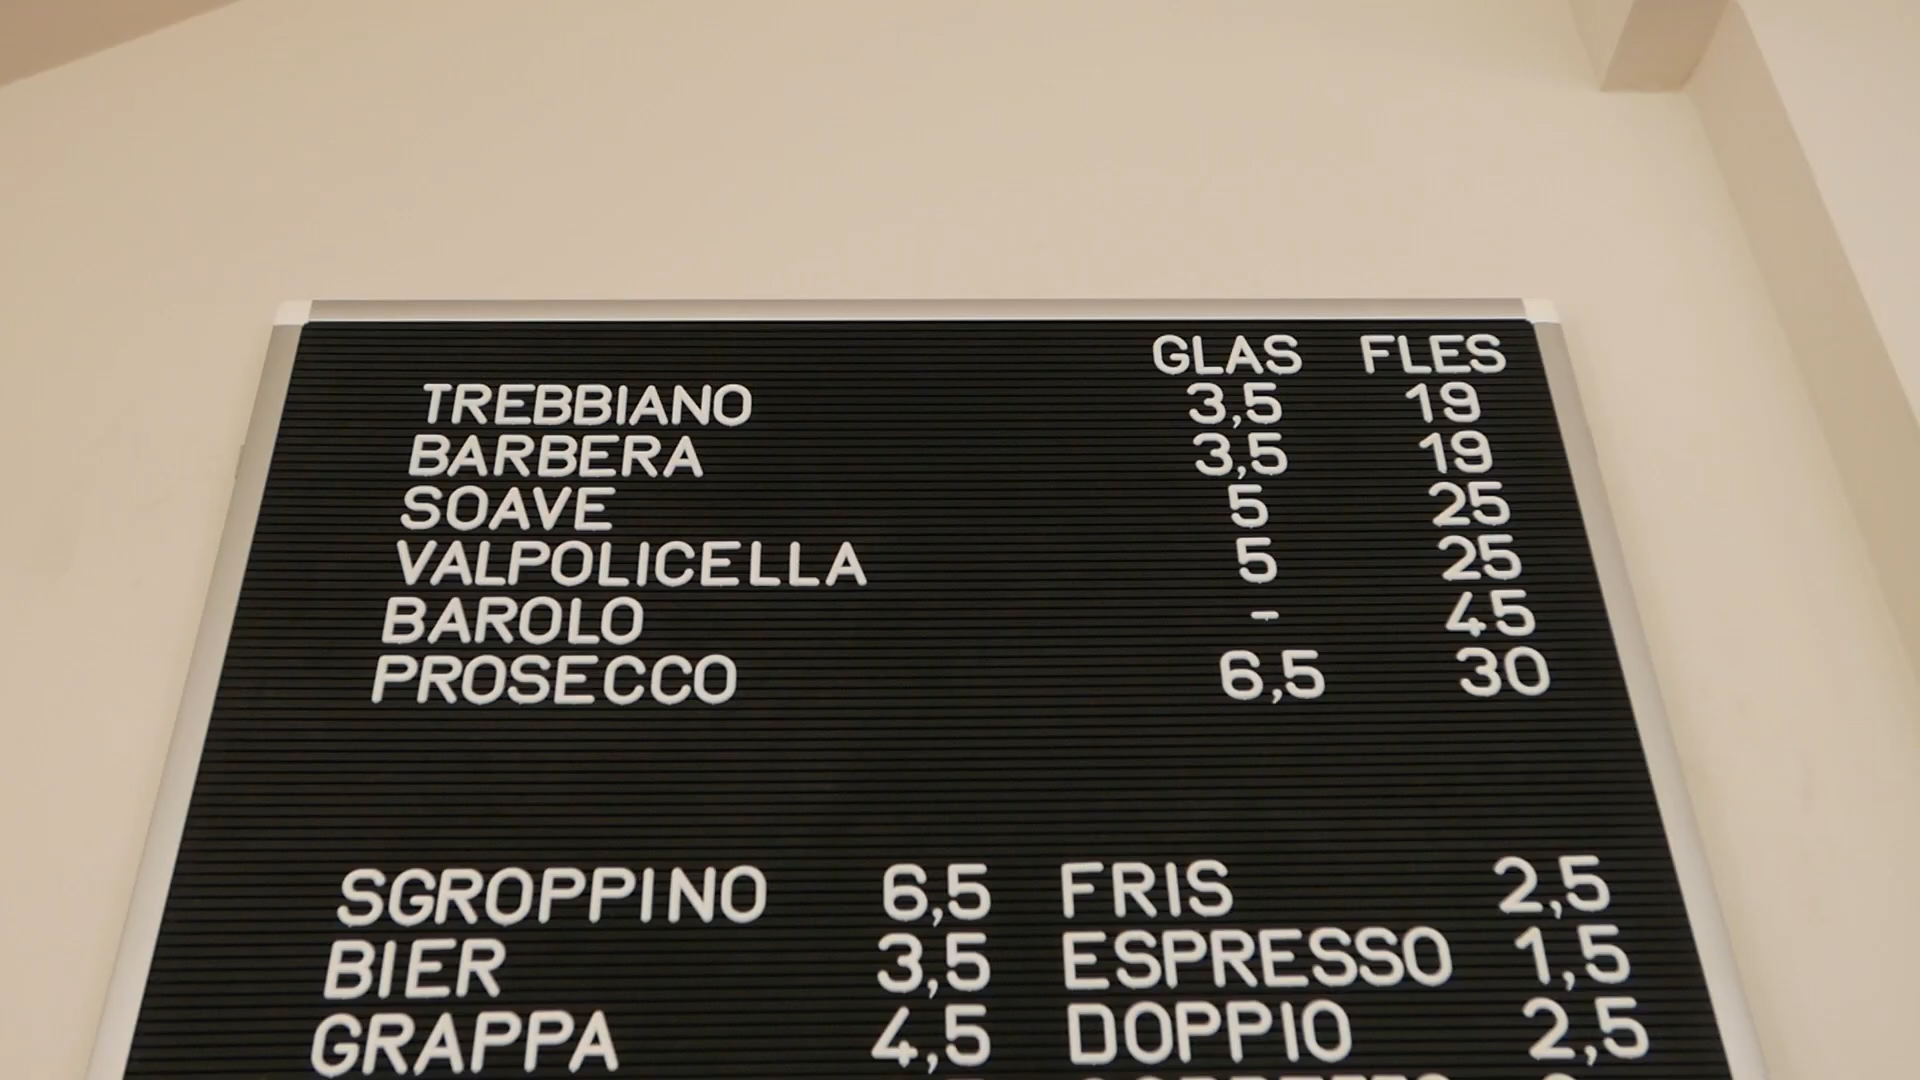 GLAS FLES
TREBBIANO 3,5 19
BARBERA 3,5 19
SOAVE 5 25
VALPOLICELLA 5 25
BAROLO - 45
PROSECCO 6,5 30
SGROPPINO 6,5 FRIS 2,5
BIER 3,5 ESPRESSO 1,5
GRAPPA 4,5 DOPPIO 2,5